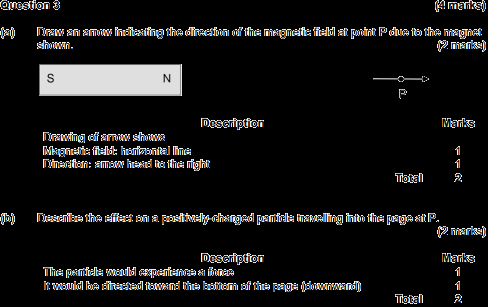 Question 3 (4 marks)
(a) Draw an arrow indicating the direction of the magnetic field at point P due to the magnet
shown. (2 marks)
S N
P
Description Marks
Drawing of arrow shows
Magnetic field: horizontal line 1
Direction: arrow head to the right 1
Total 2
(b) Describe the effect on a positively-charged particle travelling into the page at P.
(2 marks)
Description Marks
The particle would experience a force 1
It would be directed toward the bottom of the page (downward) 1
Total 2